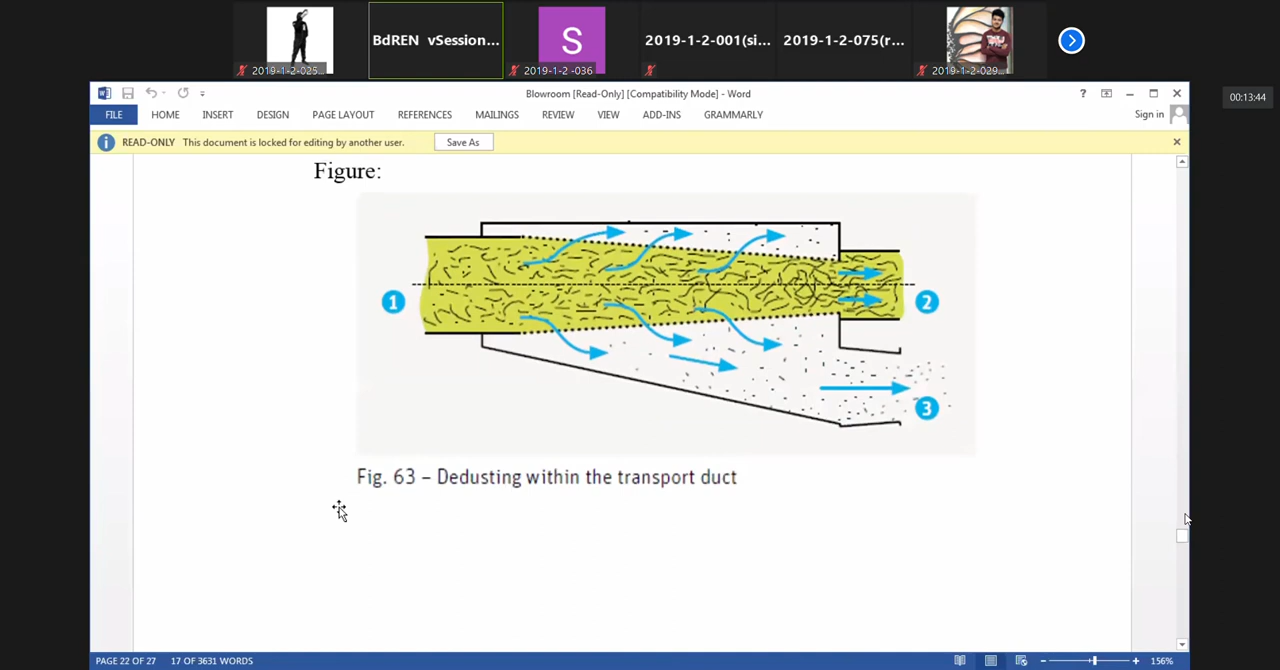 BdREN vSession...
S
2019-1-2-001(si...
2019-1-2-075(r...
2019-1-2-025...
2019-1-2 -036
2019-1-2-029...
00:13:44
Blowroom [Read-Only] [Compatibility Mode] - Word
?
FILE
HOME
INSERT
DESIGN
PAGE LAYOUT
REFERENCES
MAILINGS
REVIEW
VIEW
ADD-INS
GRAMMARLY
Sign in
READ-ONLY This document is locked for editing by another user.
Save As
Figure:
1
2
3
Fig. 63 – Dedusting within the transport duct
PAGE 22 OF 27
17 OF 3631 WORDS
156%